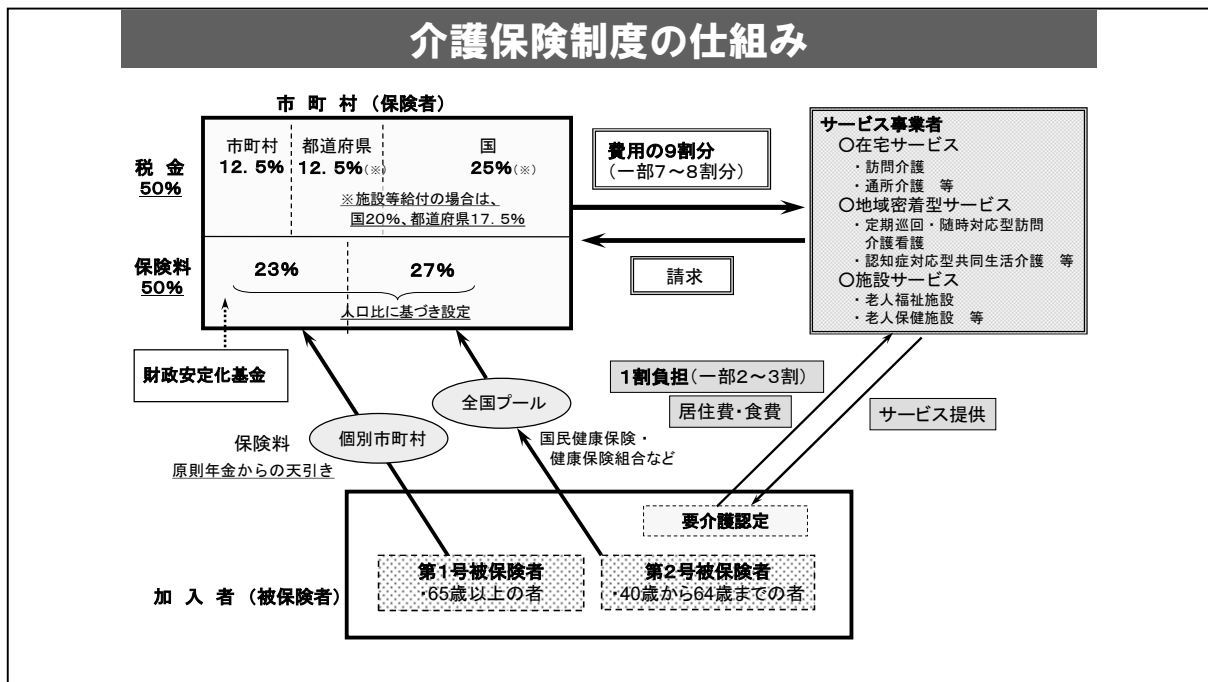 介護保険制度の仕組み
市 町 村 (保険者)
税 金
50%
市町村
12.5%
都道府県
12.5%(※)
国
25%(※)
※施設等給付の場合は、
国20%、都道府県17.5%
保険料
50%
23%
27%
人口比に基づき設定
財政安定化基金
費用の9割分
(一部7~8割分)
請求
サービス事業者
○在宅サービス
・訪問介護
・通所介護 等
○地域密着型サービス
・定期巡回・随時対応型訪問
介護看護
・認知症対応型共同生活介護 等
○施設サービス
・老人福祉施設
・老人保健施設 等
1割負担(一部2~3割)
居住費・食費
サービス提供
全国プール
国民健康保険・
健康保険組合など
個別市町村
保険料
原則年金からの天引き
要介護認定
第1号被保険者
・65歳以上の者
第2号被保険者
・40歳から64歳までの者
加 入 者 (被保険者)